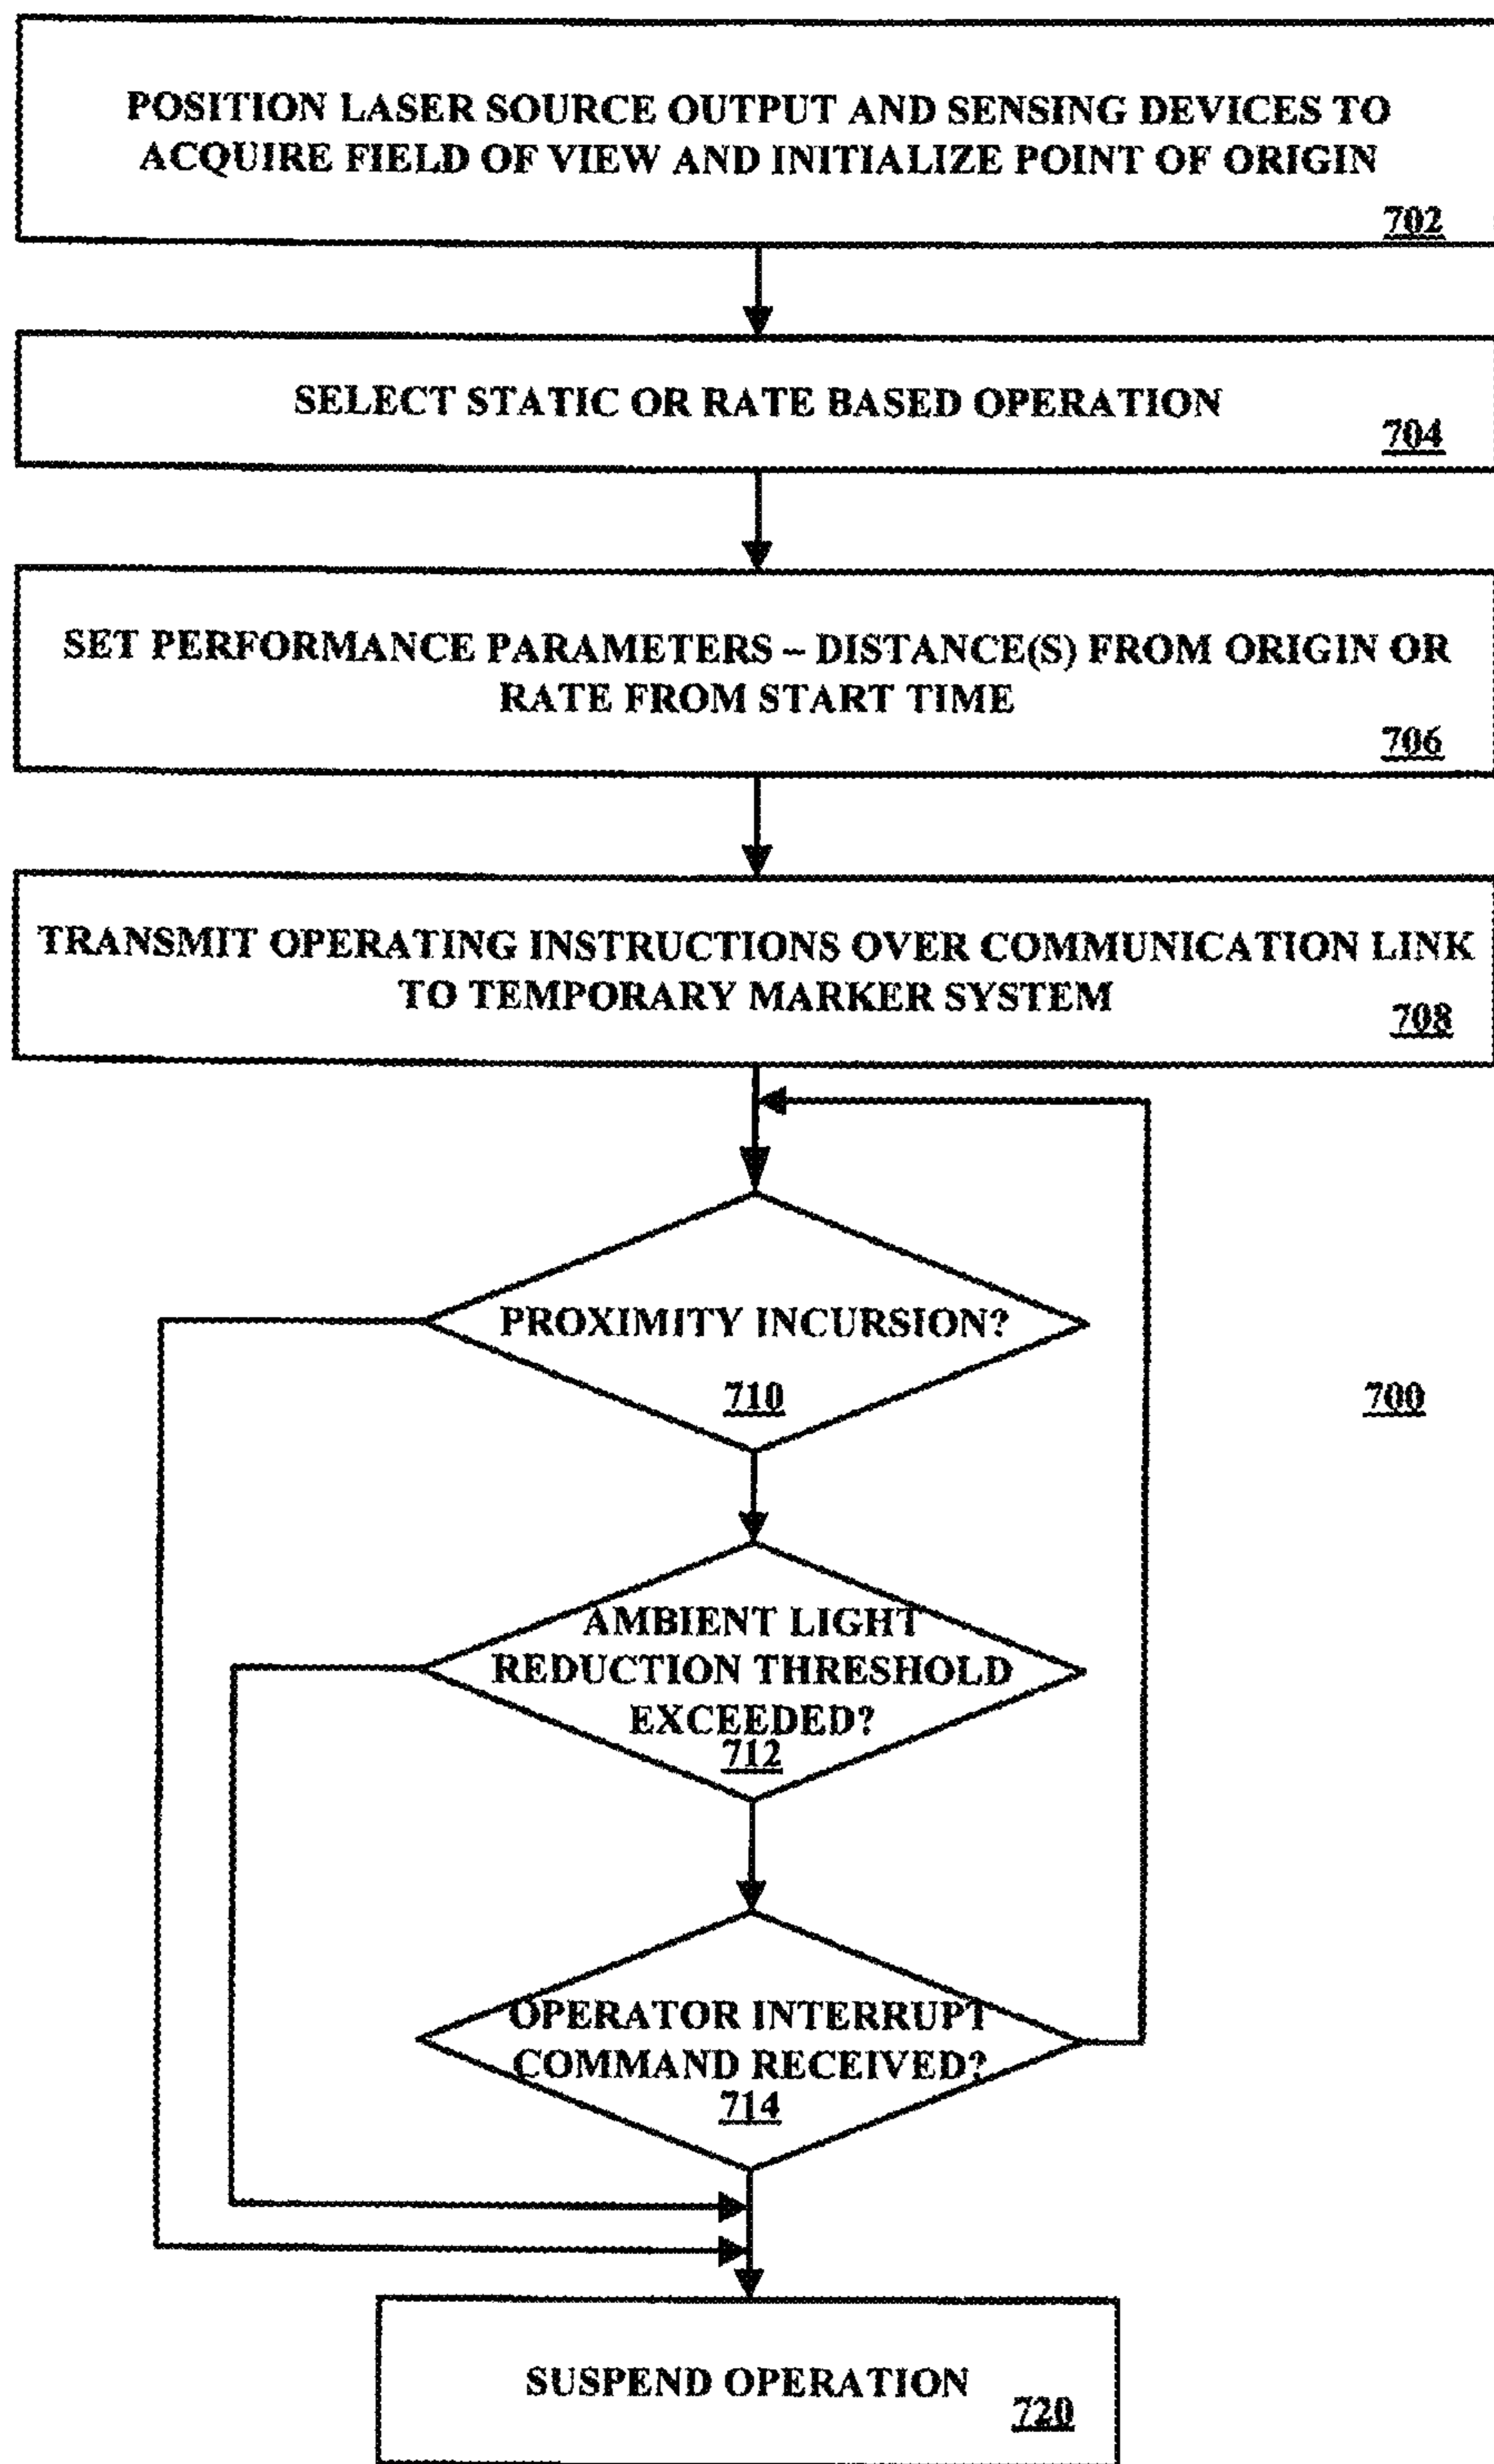 POSITION LASER SOURCE OUTPUT AND SENSING DEVICES TO
ACQUIRE FIELD OF VIEW AND INITIALIZE POINT OF ORIGIN
702
SELECT STATIC OR RATE BASED OPERATION
704
SET PERFORMANCE PARAMETERS – DISTANCE(S) FROM ORIGIN OR
RATE FROM START TIME
706
TRANSMIT OPERATING INSTRUCTIONS OVER COMMUNICATION LINK
TO TEMPORARY MARKER SYSTEM
708
PROXIMITY INCURSION?
710
700
AMBIENT LIGHT
REDUCTION THRESHOLD
EXCEEDED?
712
OPERATOR INTERRUPT
COMMAND RECEIVED?
714
SUSPEND OPERATION
720